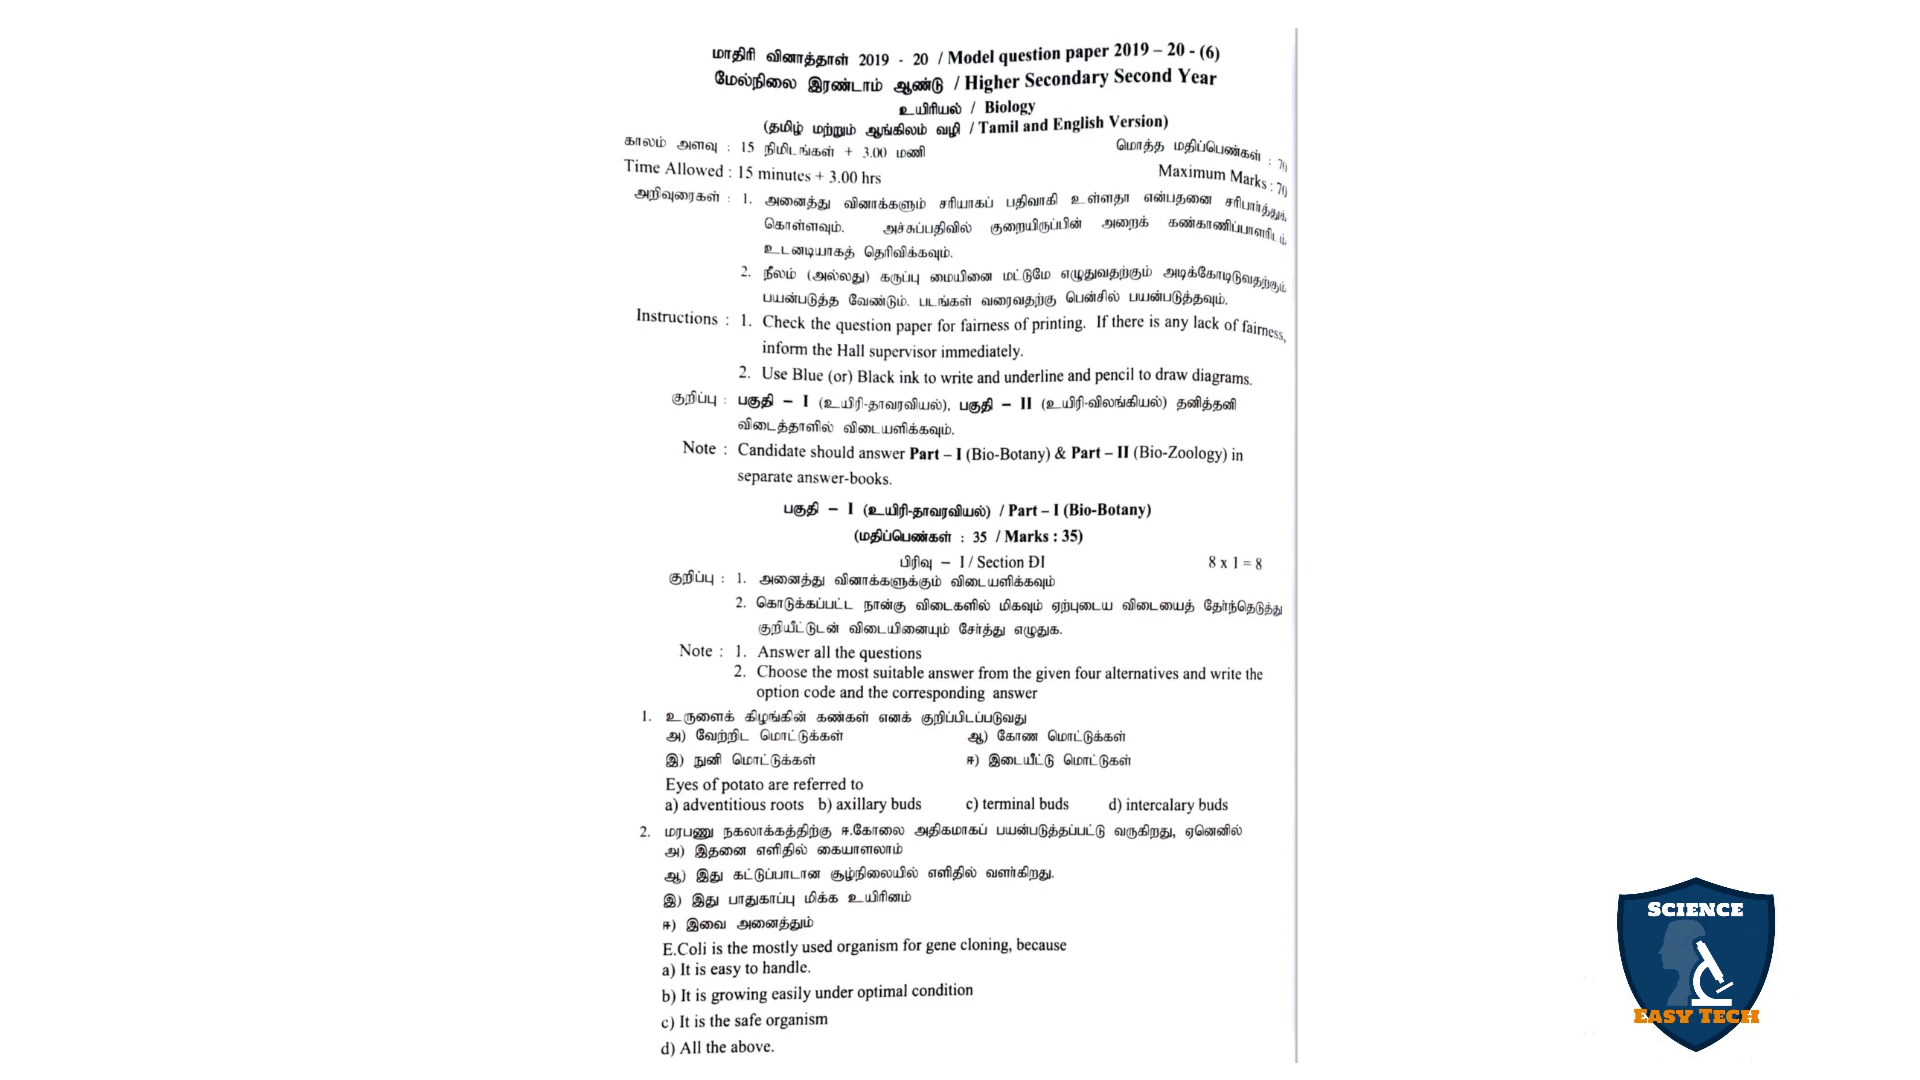 மாதிரி வினாத்தாள் 2019 - 20 / Model question paper 2019 – 20 - (6)
மேல்நிலை இரண்டாம் ஆண்டு / Higher Secondary Second Year
உயிரியல் / Biology
(தமிழ் மற்றும் ஆங்கிலம் வழி / Tamil and English Version)
காலம் அளவு : 15 நிமிடங்கள் + 3.00 மணி மொத்த மதிப்பெண்கள் : 70
Time Allowed : 15 minutes + 3.00 hrs Maximum Marks : 70
அறிவுரைகள் : 1. அனைத்து வினாக்களும் சரியாகப் பதிவாகி உள்ளதா என்பதனை சரிபார்த்துக்
கொள்ளவும். அச்சுப்பதிவில் குறையிருப்பின் அறைக் கண்காணிப்பாளரிடம்
உடனடியாகத் தெரிவிக்கவும்.
2. நீலம் (அல்லது) கருப்பு மையினை மட்டுமே எழுதுவதற்கும் அடிக்கோடிடுவதற்கும்
பயன்படுத்த வேண்டும். படங்கள் வரைவதற்கு பென்சில் பயன்படுத்தவும்.
Instructions : 1. Check the question paper for fairness of printing. If there is any lack of fairness,
inform the Hall supervisor immediately.
2. Use Blue (or) Black ink to write and underline and pencil to draw diagrams.
குறிப்பு : பகுதி – I (உயிரி-தாவரவியல்), பகுதி – II (உயிரி-விலங்கியல்) தனித்தனி
விடைத்தாளில் விடையளிக்கவும்.
Note : Candidate should answer Part – I (Bio-Botany) & Part – II (Bio-Zoology) in
separate answer-books.
பகுதி – I (உயிரி-தாவரவியல்) / Part – I (Bio-Botany)
(மதிப்பெண்கள் : 35 / Marks : 35)
பிரிவு – I / Section ĐI 8 x 1 = 8
குறிப்பு : 1. அனைத்து வினாக்களுக்கும் விடையளிக்கவும்
2. கொடுக்கப்பட்ட நான்கு விடைகளில் மிகவும் ஏற்புடைய விடையைத் தேர்ந்தெடுத்து
குறியீட்டுடன் விடையினையும் சேர்த்து எழுதுக.
Note : 1. Answer all the questions
2. Choose the most suitable answer from the given four alternatives and write the
option code and the corresponding answer
1. உருளைக் கிழங்கின் கண்கள் எனக் குறிப்பிடப்படுவது
அ) வேற்றிட மொட்டுக்கள் ஆ) கோண மொட்டுக்கள்
இ) நுனி மொட்டுக்கள் ஈ) இடையீட்டு மொட்டுகள்
Eyes of potato are referred to
a) adventitious roots b) axillary buds c) terminal buds d) intercalary buds
2. மரபணு நகலாக்கத்திற்கு ஈ.கோலை அதிகமாகப் பயன்படுத்தப்பட்டு வருகிறது, ஏனெனில்
அ) இதனை எளிதில் கையாளலாம்
ஆ) இது கட்டுப்பாடான சூழ்நிலையில் எளிதில் வளர்கிறது.
இ) இது பாதுகாப்பு மிக்க உயிரினம்
ஈ) இவை அனைத்தும்
E.Coli is the mostly used organism for gene cloning, because
a) It is easy to handle.
b) It is growing easily under optimal condition
c) It is the safe organism
d) All the above.
SCIENCE
EASY TECH